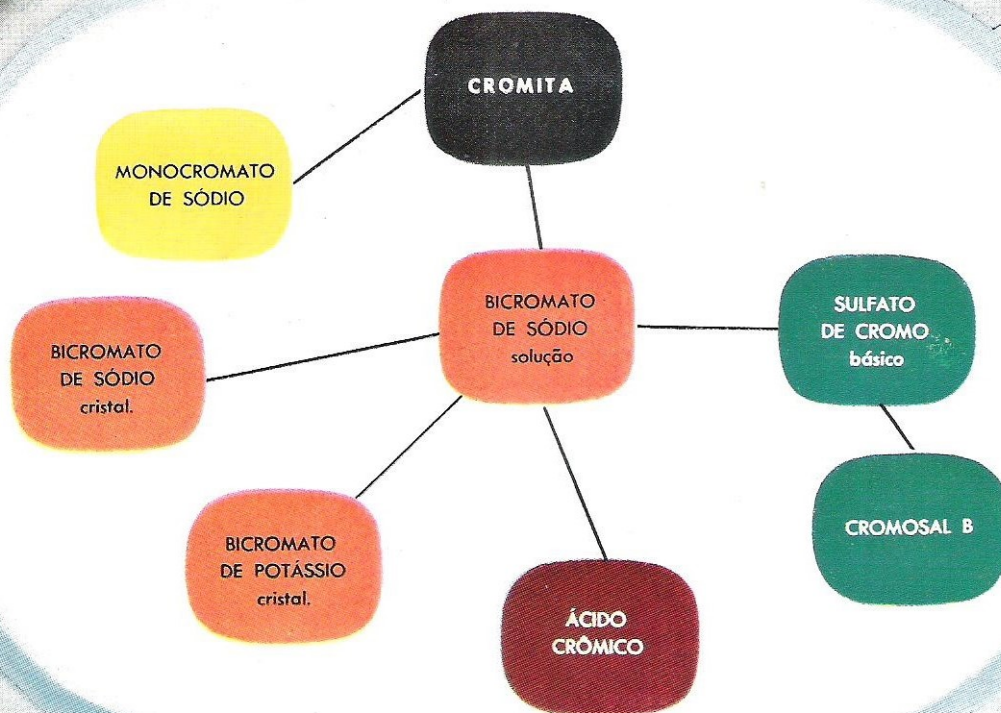 CROMITA
MONOCROMATO
DE SÓDIO
BICROMATO
DE SÓDIO
solução
SULFATO
DE CROMO
básico
BICROMATO
DE SÓDIO
cristal.
CROMOSAL B
BICROMATO
DE POTÁSSIO
cristal.
ÁCIDO
CRÔMICO